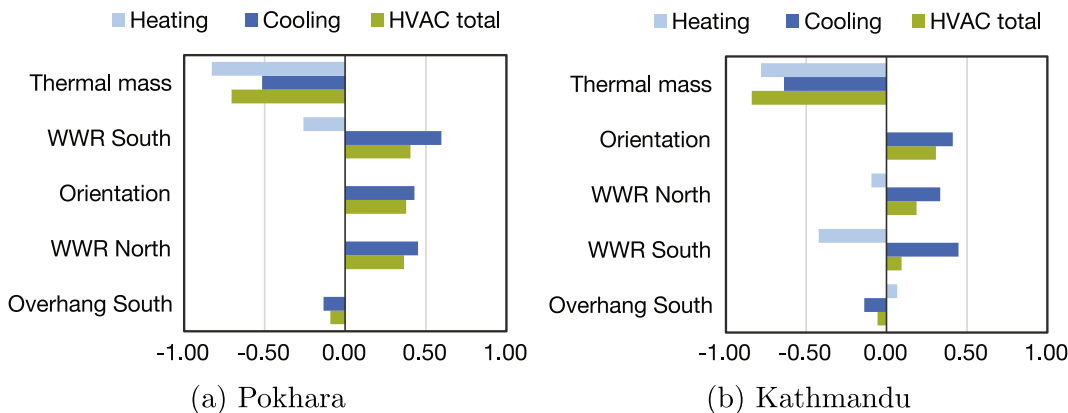 Heating Cooling HVAC total
Thermal mass
WWR South
Orientation
WWR North
Overhang South
-1.00 -0.50 0.00 0.50 1.00
(a) Pokhara
Heating Cooling HVAC total
Thermal mass
Orientation
WWR North
WWR South
Overhang South
-1.00 -0.50 0.00 0.50 1.00
(b) Kathmandu